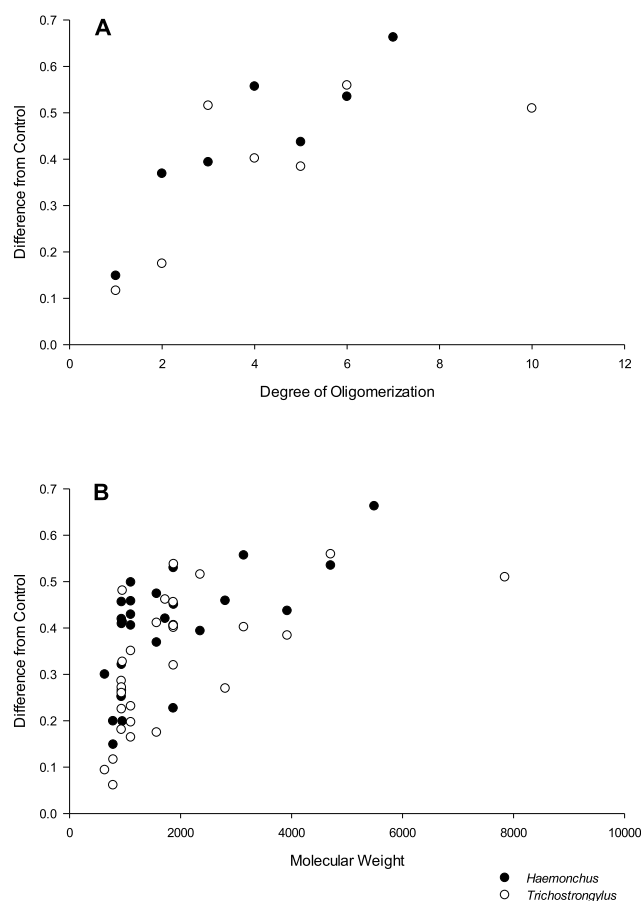 A
0.7
0.6
0.5
0.4
0.3
0.2
0.1
0.0
Difference from Control
0 2 4 6 8 10 12
Degree of Oligomerization
B
0.7
0.6
0.5
0.4
0.3
0.2
0.1
0.0
Difference from Control
0 2000 4000 6000 8000 10000
Molecular Weight
Haemonchus
Trichostrongylus